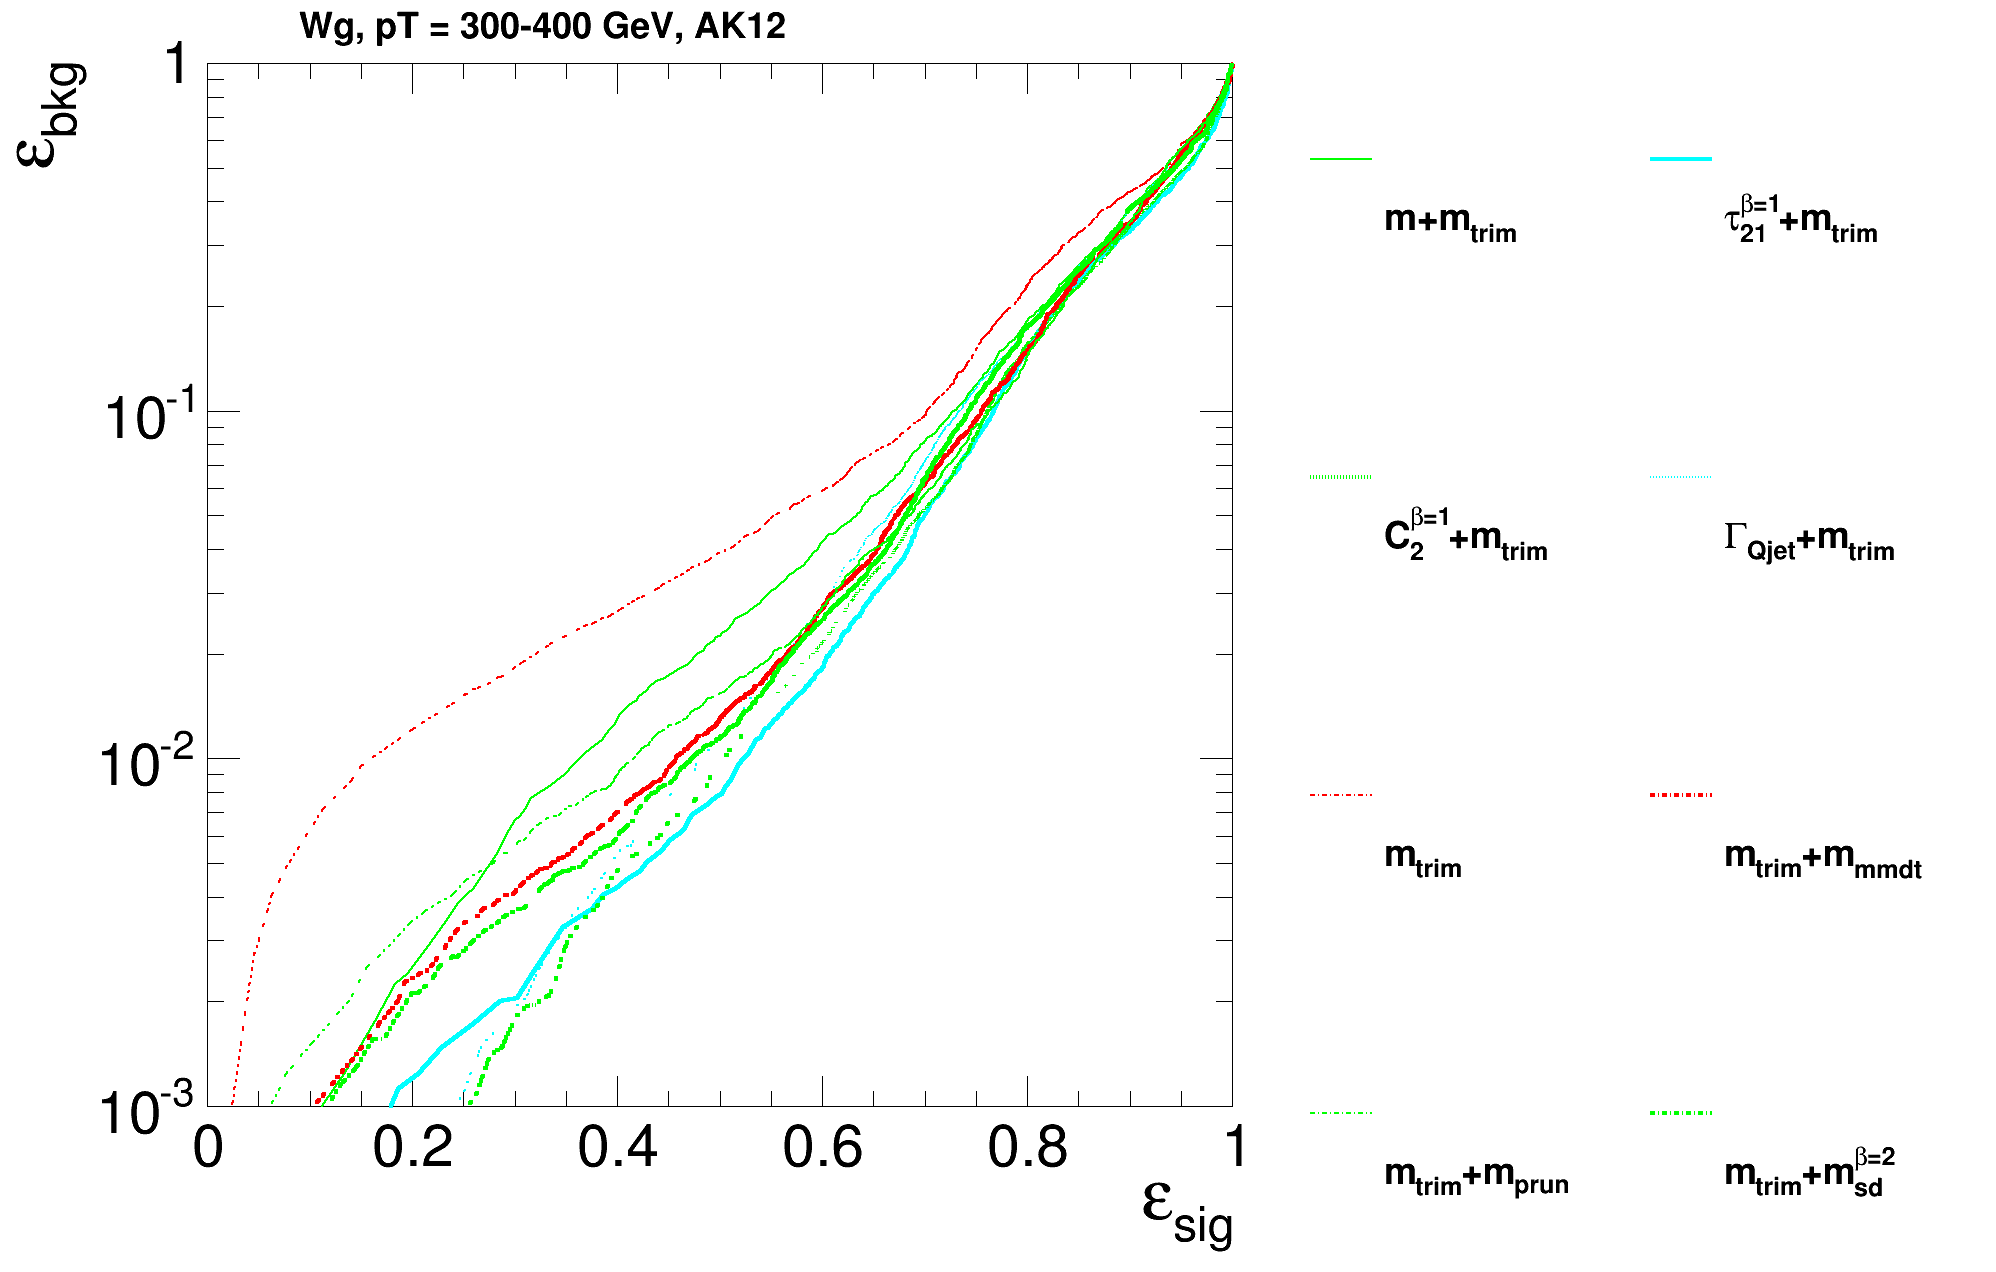 Wg, pT = 300-400 GeV, AK12
ε_bkg
1
10^-1
10^-2
10^-3
0 0.2 0.4 0.6 0.8 1
ε_sig
m+m_trim
τ_21^β=1+m_trim
C_2^β=1+m_trim
Γ_Qjet+m_trim
m_trim
m_trim+m_mmdt
m_trim+m_prun
m_trim+m_sd^β=2